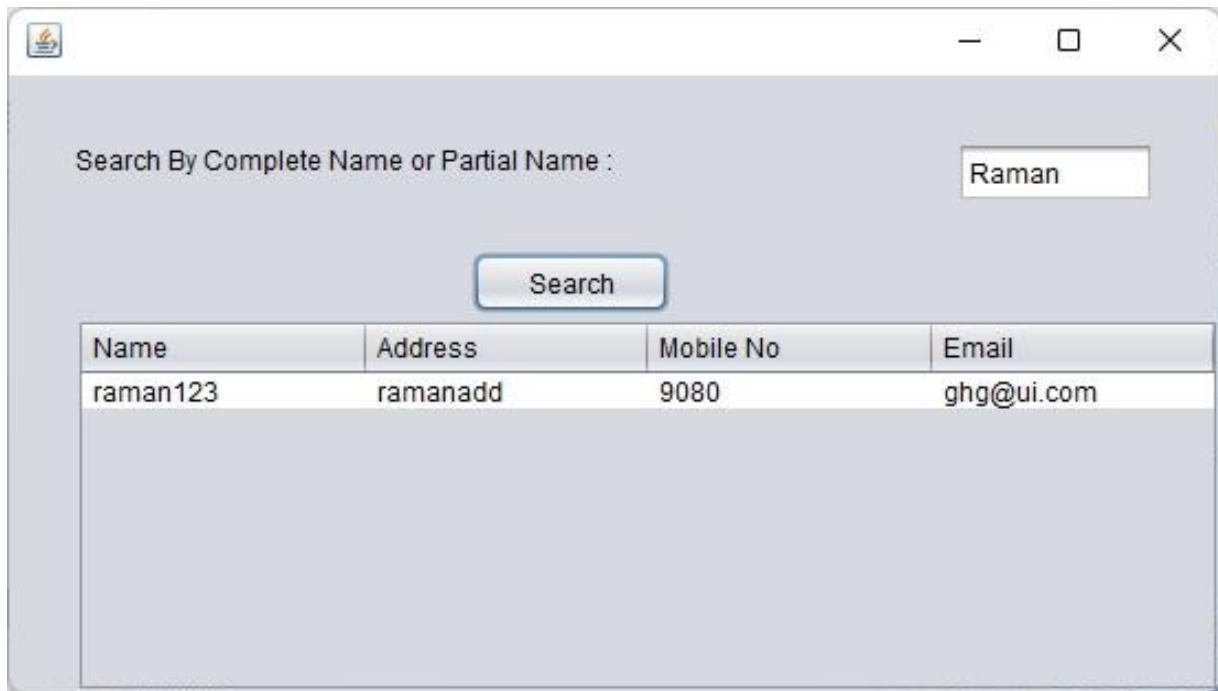 Search By Complete Name or Partial Name : Raman
Search
Name Address Mobile No Email
raman123 ramanadd 9080 ghg@ui.com